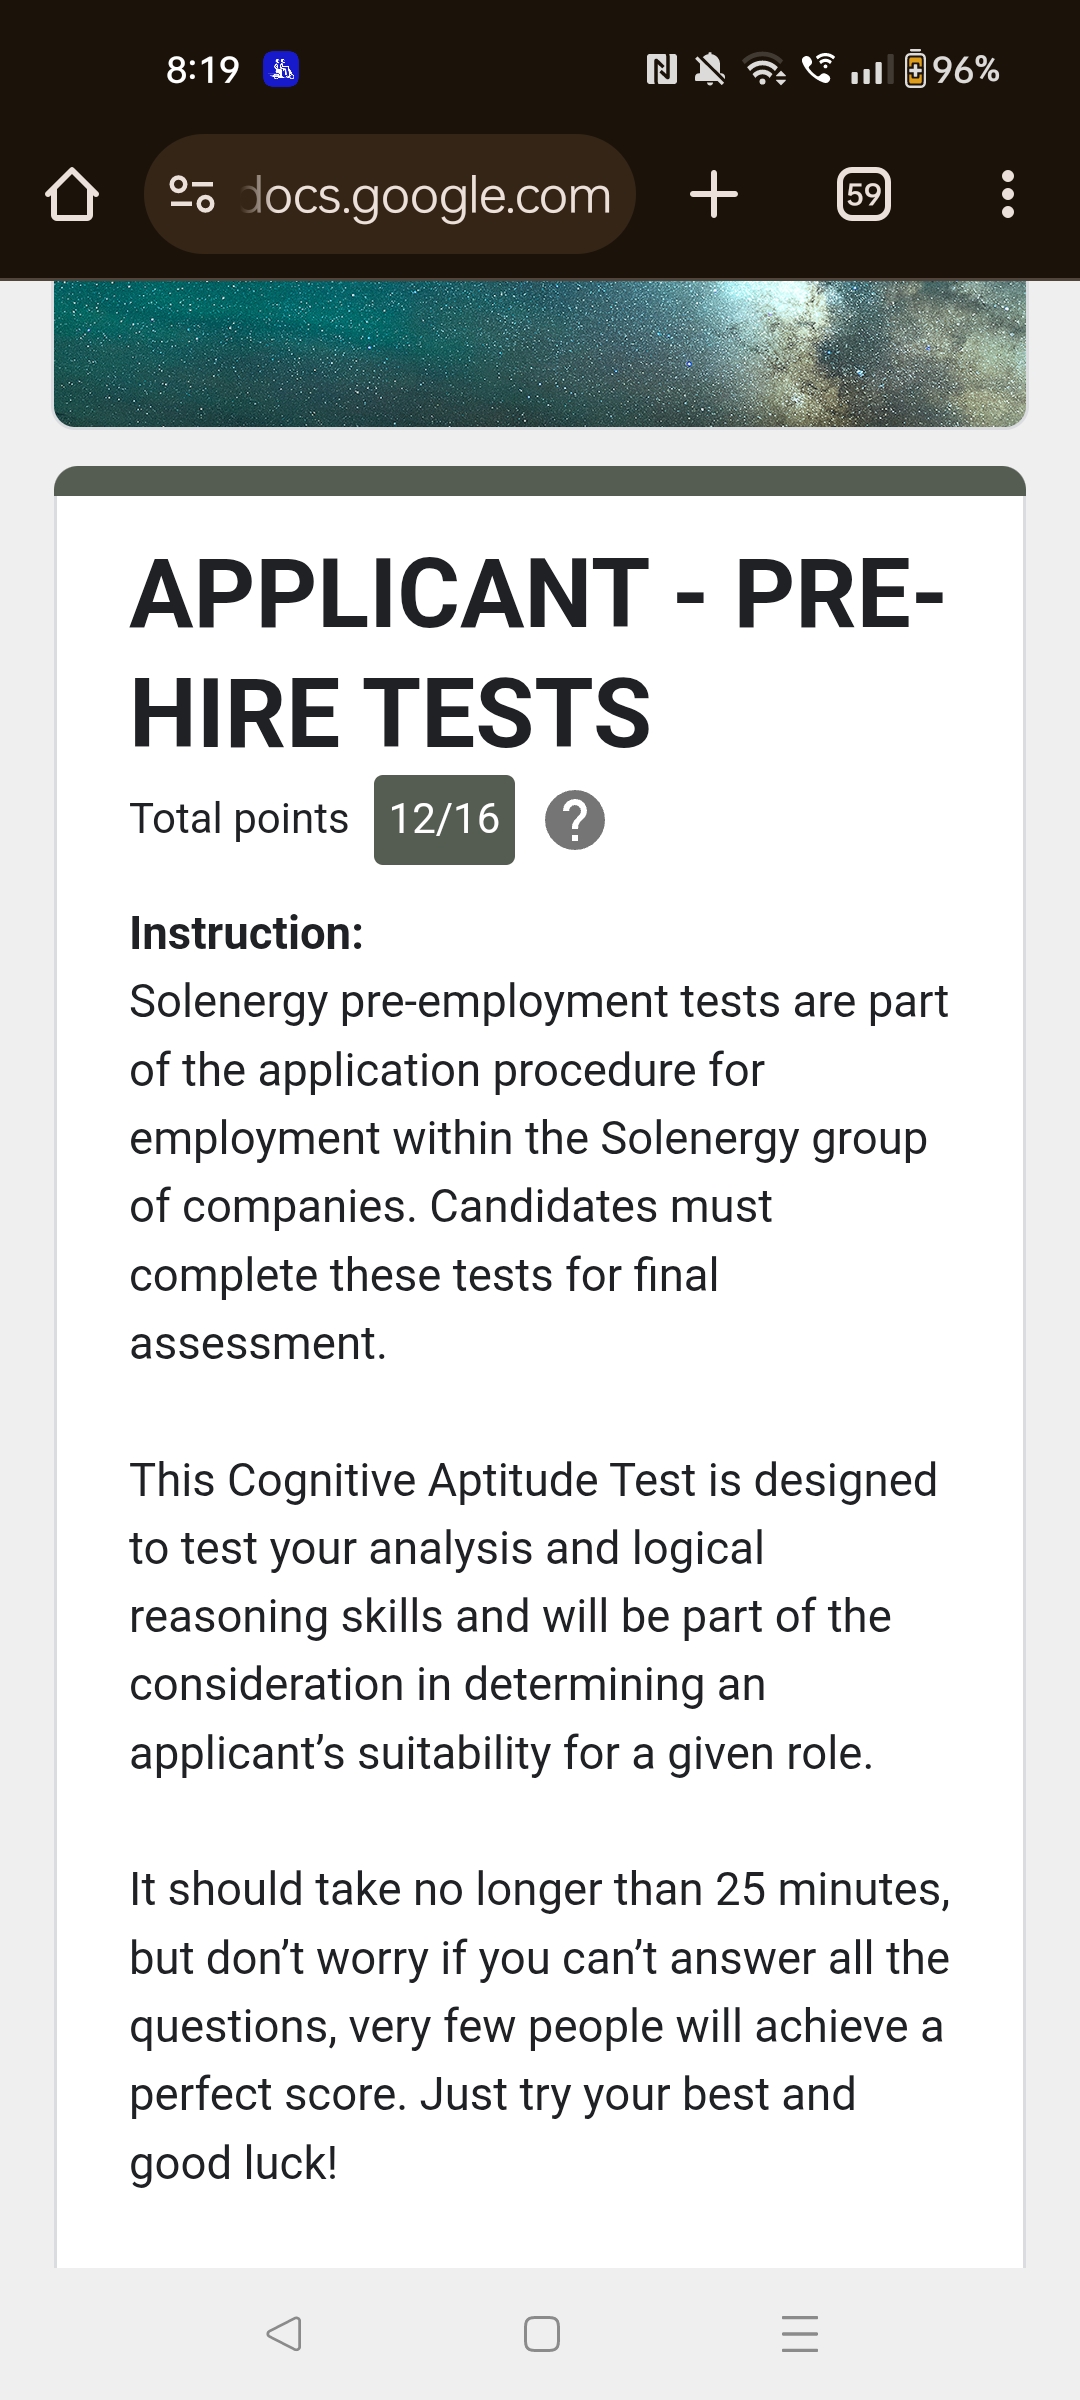 8:19
96%
docs.google.com
59
APPLICANT - PRE-
HIRE TESTS
Total points 12/16 ?
Instruction:
Solenergy pre-employment tests are part
of the application procedure for
employment within the Solenergy group
of companies. Candidates must
complete these tests for final
assessment.
This Cognitive Aptitude Test is designed
to test your analysis and logical
reasoning skills and will be part of the
consideration in determining an
applicant’s suitability for a given role.
It should take no longer than 25 minutes,
but don’t worry if you can’t answer all the
questions, very few people will achieve a
perfect score. Just try your best and
good luck!